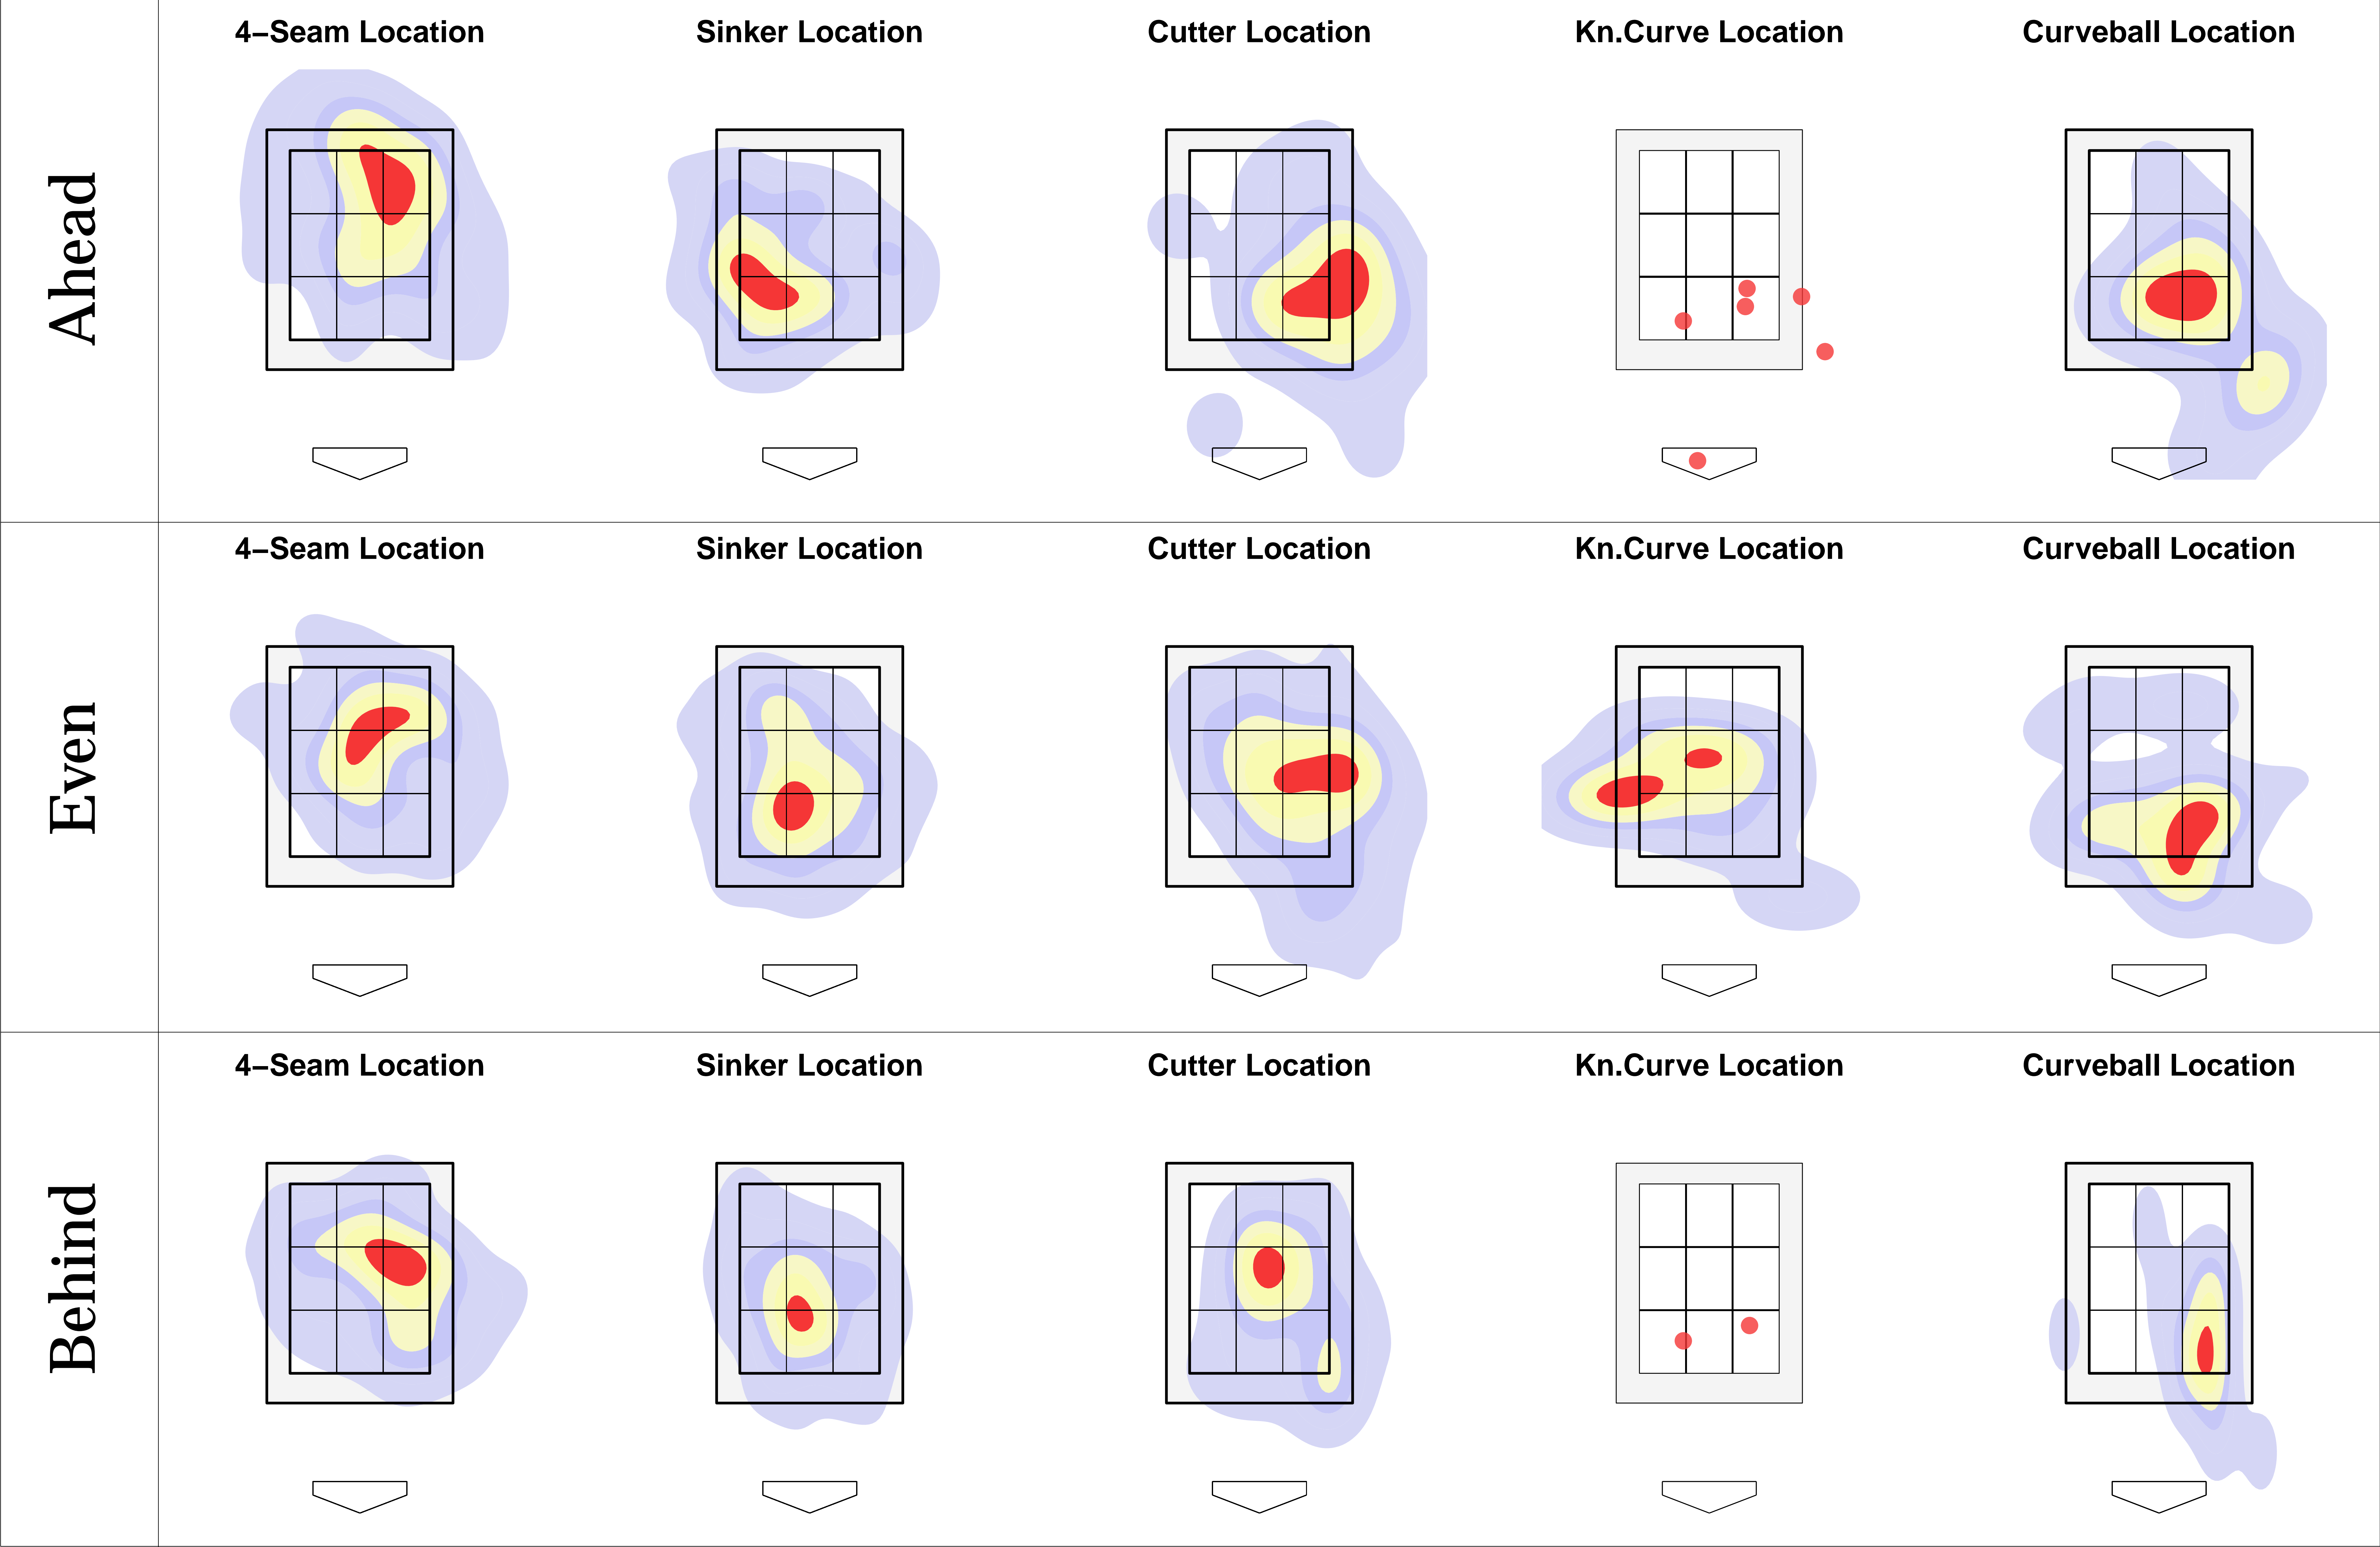 Ahead
4−Seam Location
Sinker Location
Cutter Location
Kn.Curve Location
Curveball Location
Even
4−Seam Location
Sinker Location
Cutter Location
Kn.Curve Location
Curveball Location
Behind
4−Seam Location
Sinker Location
Cutter Location
Kn.Curve Location
Curveball Location